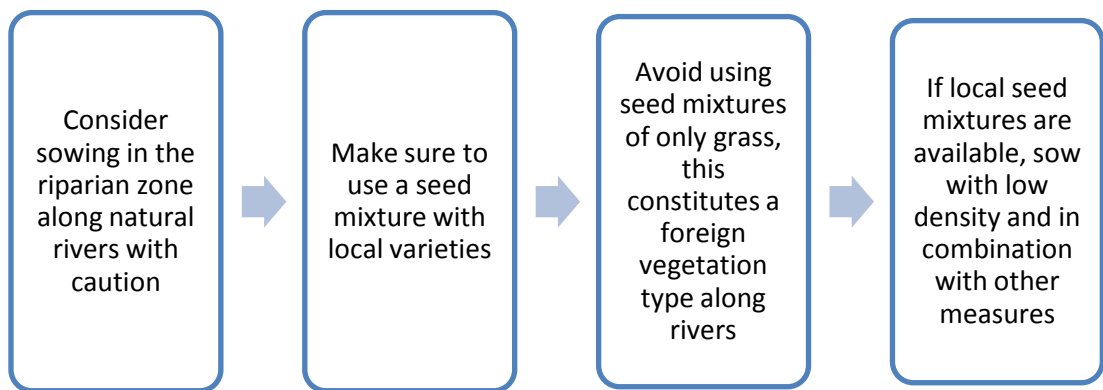 Consider
sowing in the
riparian zone
along natural
rivers with
caution
Make sure to
use a seed
mixture with
local varieties
Avoid using
seed mixtures
of only grass,
this
constitutes a
foreign
vegetation
type along
rivers
If local seed
mixtures are
available, sow
with low
density and in
combination
with other
measures